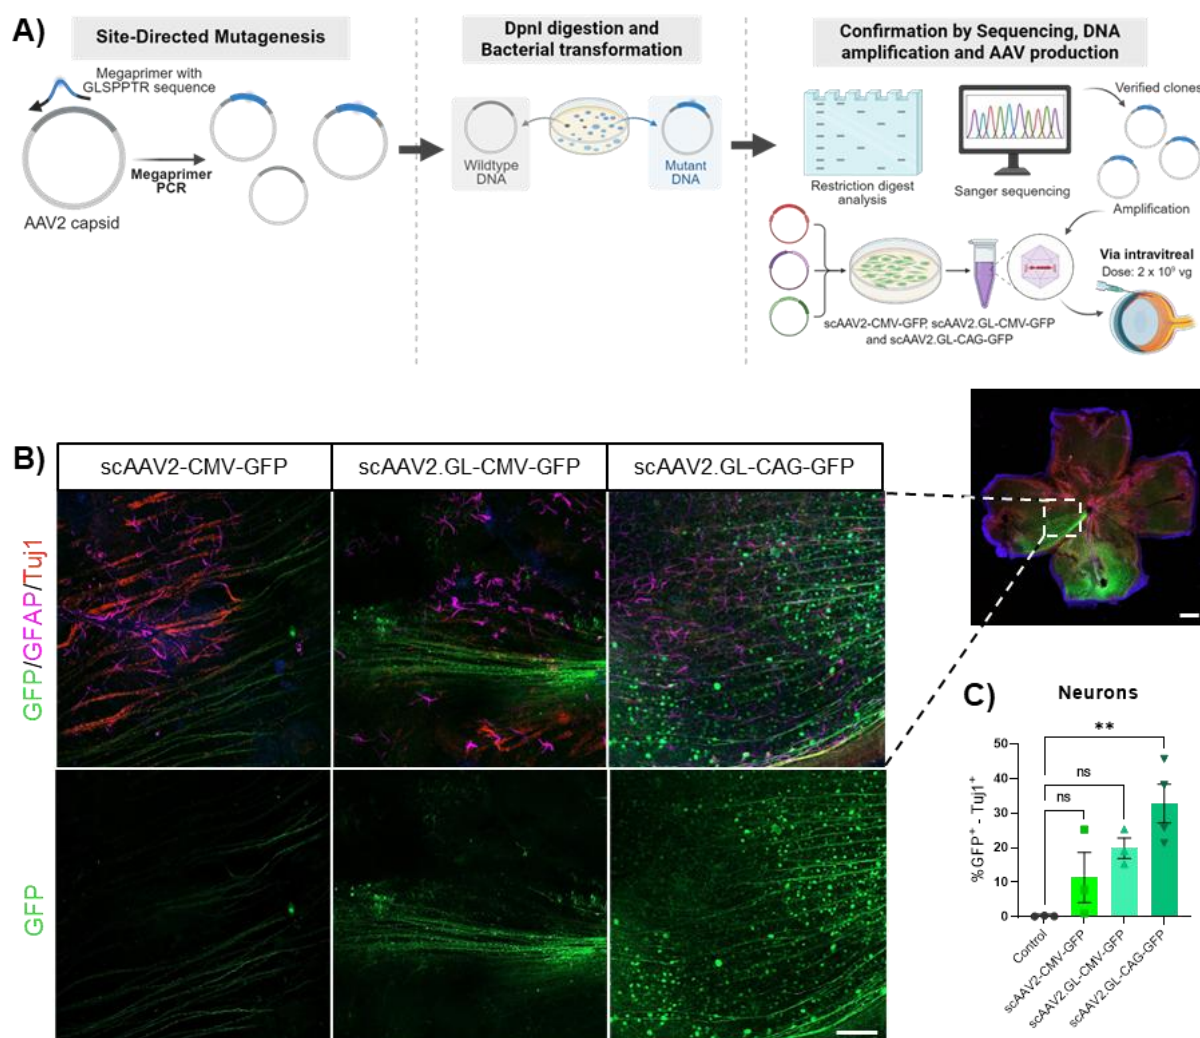 A)
Site-Directed Mutagenesis
Megaprimer with
GLSPPTR sequence
Megaprimer
PCR
AAV2 capsid
DpnI digestion and
Bacterial transformation
Wildtype
DNA
Mutant
DNA
Confirmation by Sequencing, DNA
amplification and AAV production
Verified clones
Restriction digest
analysis
Sanger sequencing
Amplification
Via intravitreal
Dose: 2 x 10⁹ vg
scAAV2-CMV-GFP, scAAV2.GL-CMV-GFP
and scAAV2.GL-CAG-GFP
B)
scAAV2-CMV-GFP
scAAV2.GL-CMV-GFP
scAAV2.GL-CAG-GFP
GFP/GFAP/Tuj1
GFP
C)
Neurons
**
ns
ns
%GFP⁺ - Tuj1⁺
50
40
30
20
10
0
Control
scAAV2-CMV-GFP
scAAV2.GL-CMV-GFP
scAAV2.GL-CAG-GFP